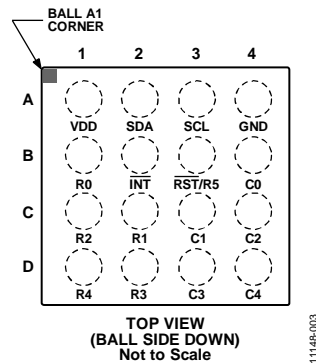 BALL A1
CORNER
1 2 3 4
A
VDD SDA SCL GND
B
R0 INT RST/R5 C0
C
R2 R1 C1 C2
D
R4 R3 C3 C4
TOP VIEW
(BALL SIDE DOWN)
Not to Scale
11148-003